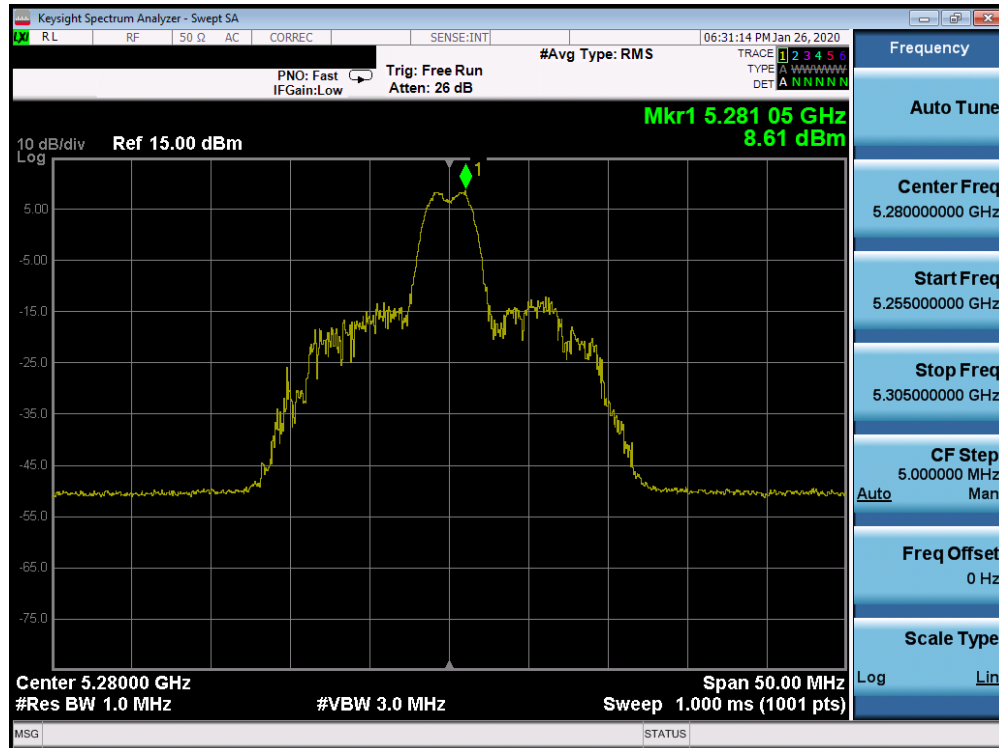 Keysight Spectrum Analyzer - Swept SA
LXI RL RF 50 Ω AC CORREC SENSE:INT 06:31:14 PM Jan 26, 2020
Frequency
#Avg Type: RMS
TRACE 1 2 3 4 5 6
PNO: Fast Trig: Free Run
TYPE A WWWWW
IFGain:Low Atten: 26 dB
DET A N N N N N
Auto Tune
Mkr1 5.281 05 GHz
8.61 dBm
10 dB/div Ref 15.00 dBm
Log
1
5.00
-5.00
-15.0
-25.0
-35.0
-45.0
-55.0
-65.0
-75.0
Center 5.28000 GHz Span 50.00 MHz
#Res BW 1.0 MHz #VBW 3.0 MHz Sweep 1.000 ms (1001 pts)
Center Freq
5.280000000 GHz
Start Freq
5.255000000 GHz
Stop Freq
5.305000000 GHz
CF Step
5.000000 MHz
Auto Man
Freq Offset
0 Hz
Scale Type
Log Lin
MSG STATUS